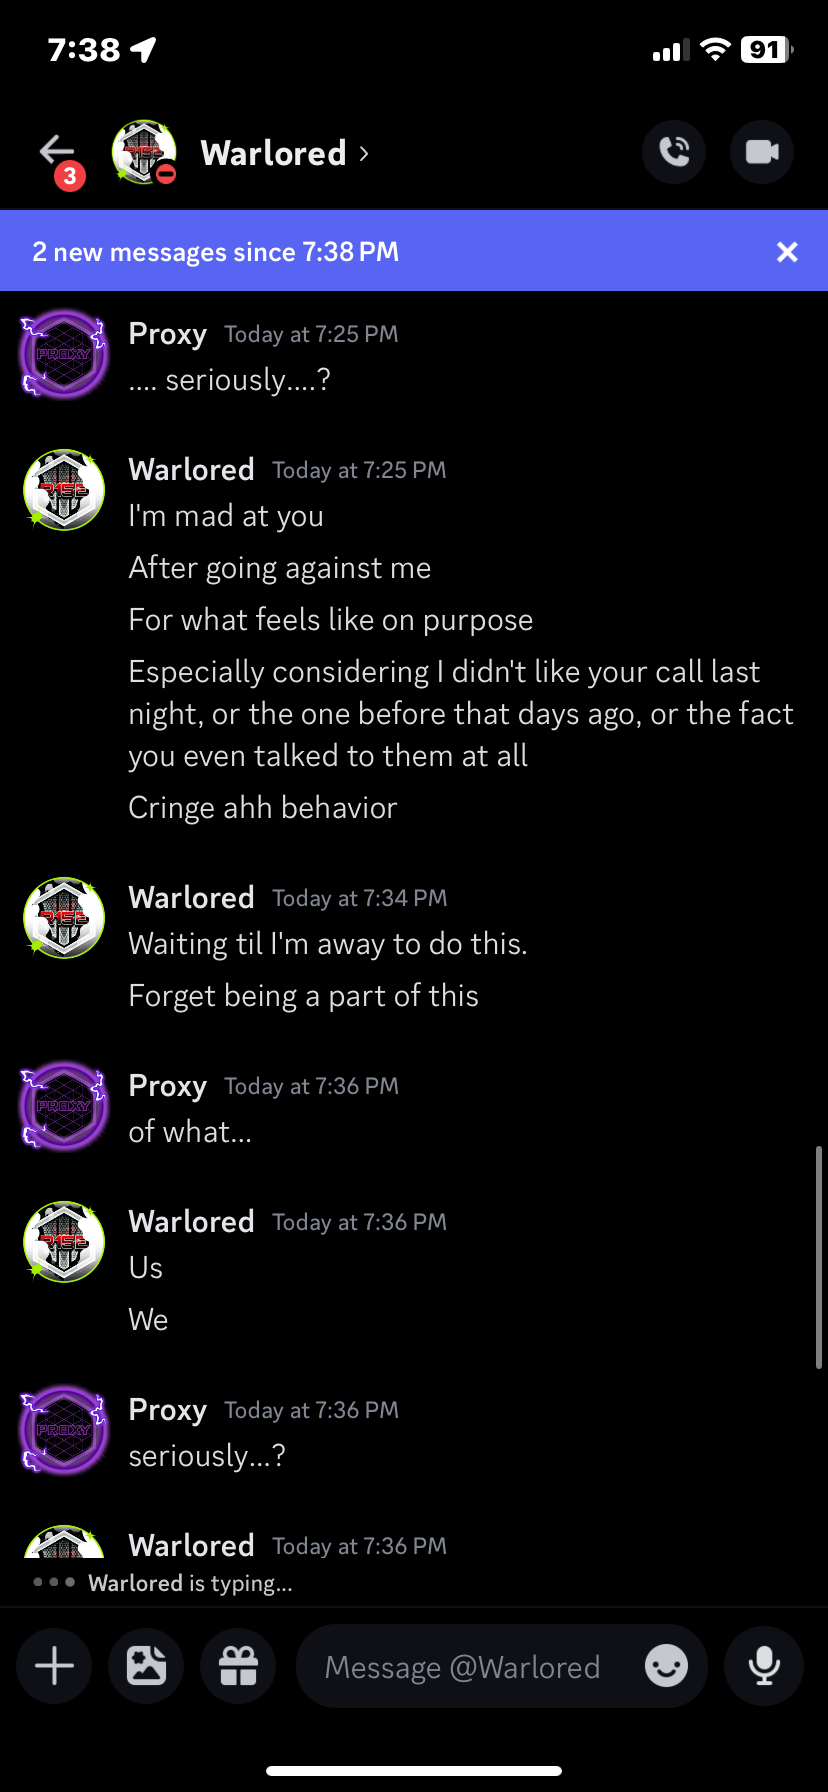 7:38
91
3
Warlored
2 new messages since 7:38 PM
PROXY
Proxy Today at 7:25 PM
.... seriously....?
Warlored Today at 7:25 PM
I'm mad at you
After going against me
For what feels like on purpose
Especially considering I didn't like your call last
night, or the one before that days ago, or the fact
you even talked to them at all
Cringe ahh behavior
Warlored Today at 7:34 PM
Waiting til I'm away to do this.
Forget being a part of this
PROXY
Proxy Today at 7:36 PM
of what...
Warlored Today at 7:36 PM
Us
We
PROXY
Proxy Today at 7:36 PM
seriously...?
Warlored Today at 7:36 PM
Warlored is typing...
Message @Warlored